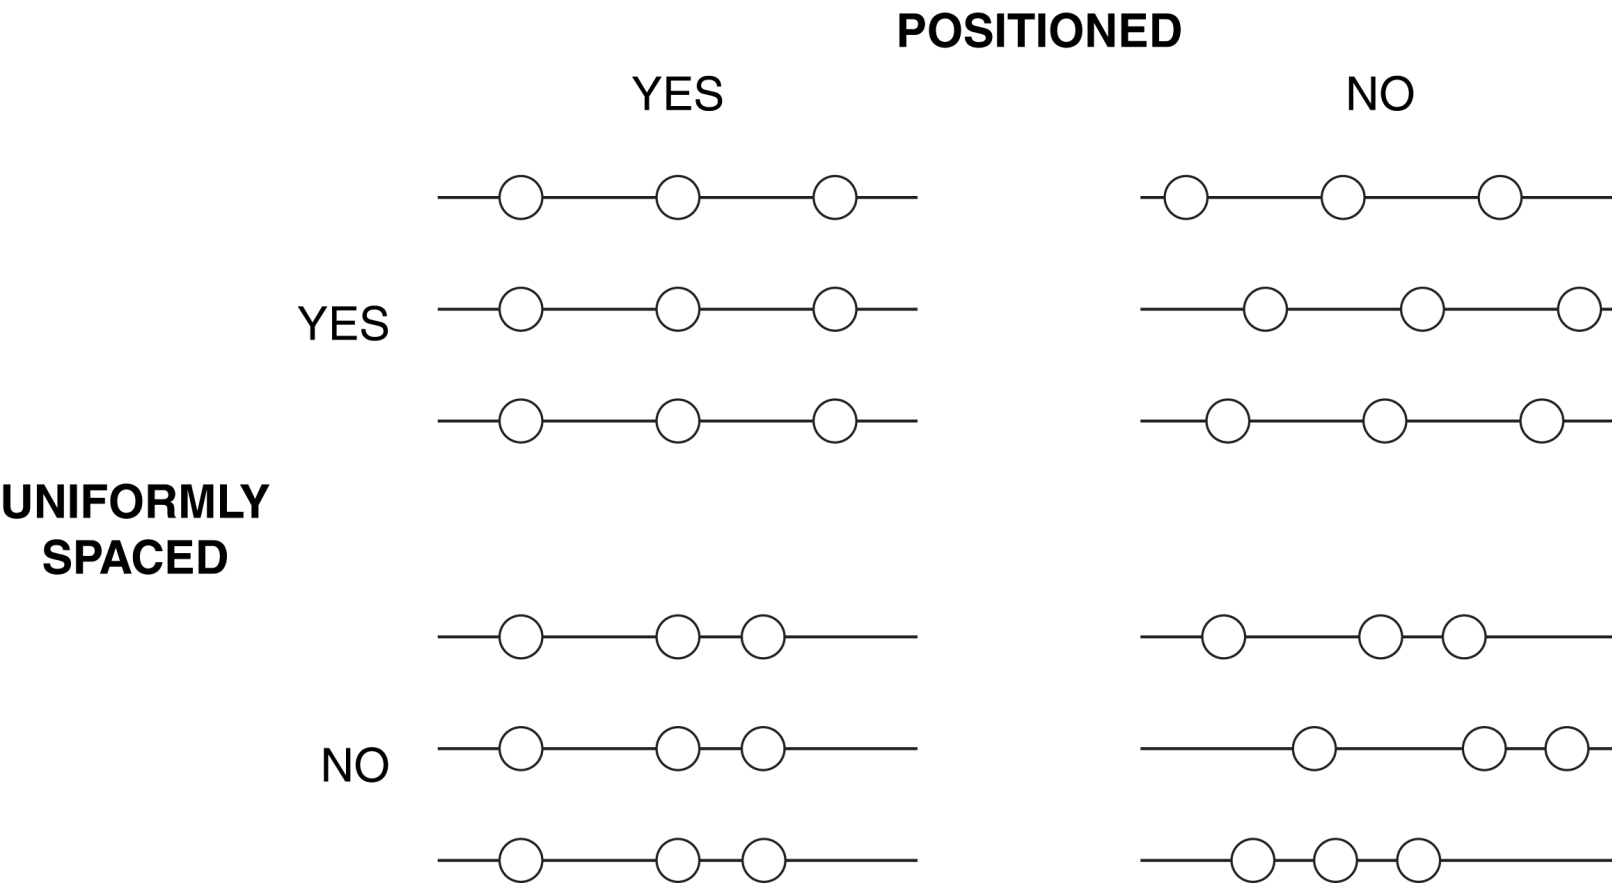 POSITIONED
YES
NO
YES
UNIFORMLY
SPACED
NO